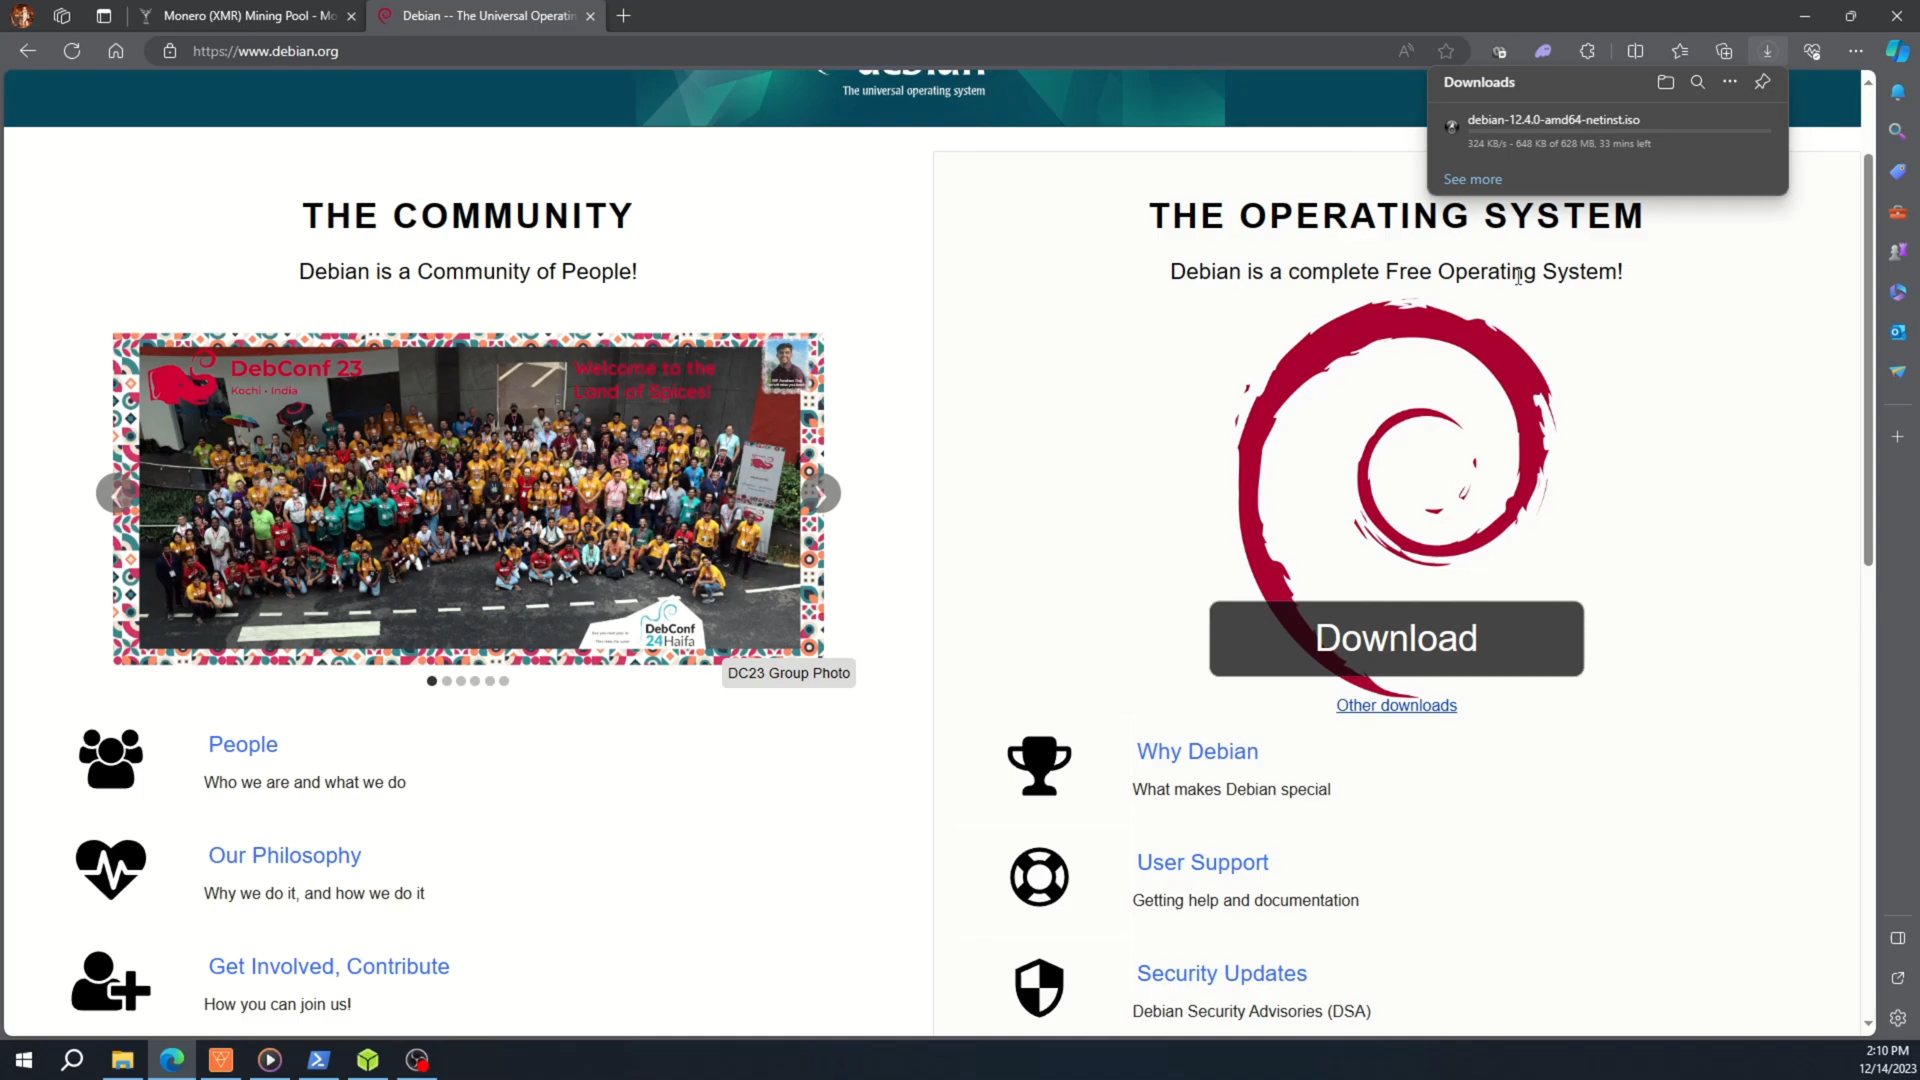 Monero (XMR) Mining Pool - Mo
Debian -- The Universal Operatin
https://www.debian.org
debian
The universal operating system
Downloads
debian-12.4.0-amd64-netinst.iso
324 KB/s - 648 KB of 628 MB, 33 mins left
See more
THE COMMUNITY
Debian is a Community of People!
DebConf 23
Kochi • India
Welcome to the
Land of Spices!
DebConf
24 Haifa
DC23 Group Photo
People
Who we are and what we do
Our Philosophy
Why we do it, and how we do it
Get Involved, Contribute
How you can join us!
THE OPERATING SYSTEM
Debian is a complete Free Operating System!
Download
Other downloads
Why Debian
What makes Debian special
User Support
Getting help and documentation
Security Updates
Debian Security Advisories (DSA)
2:10 PM
12/14/2023